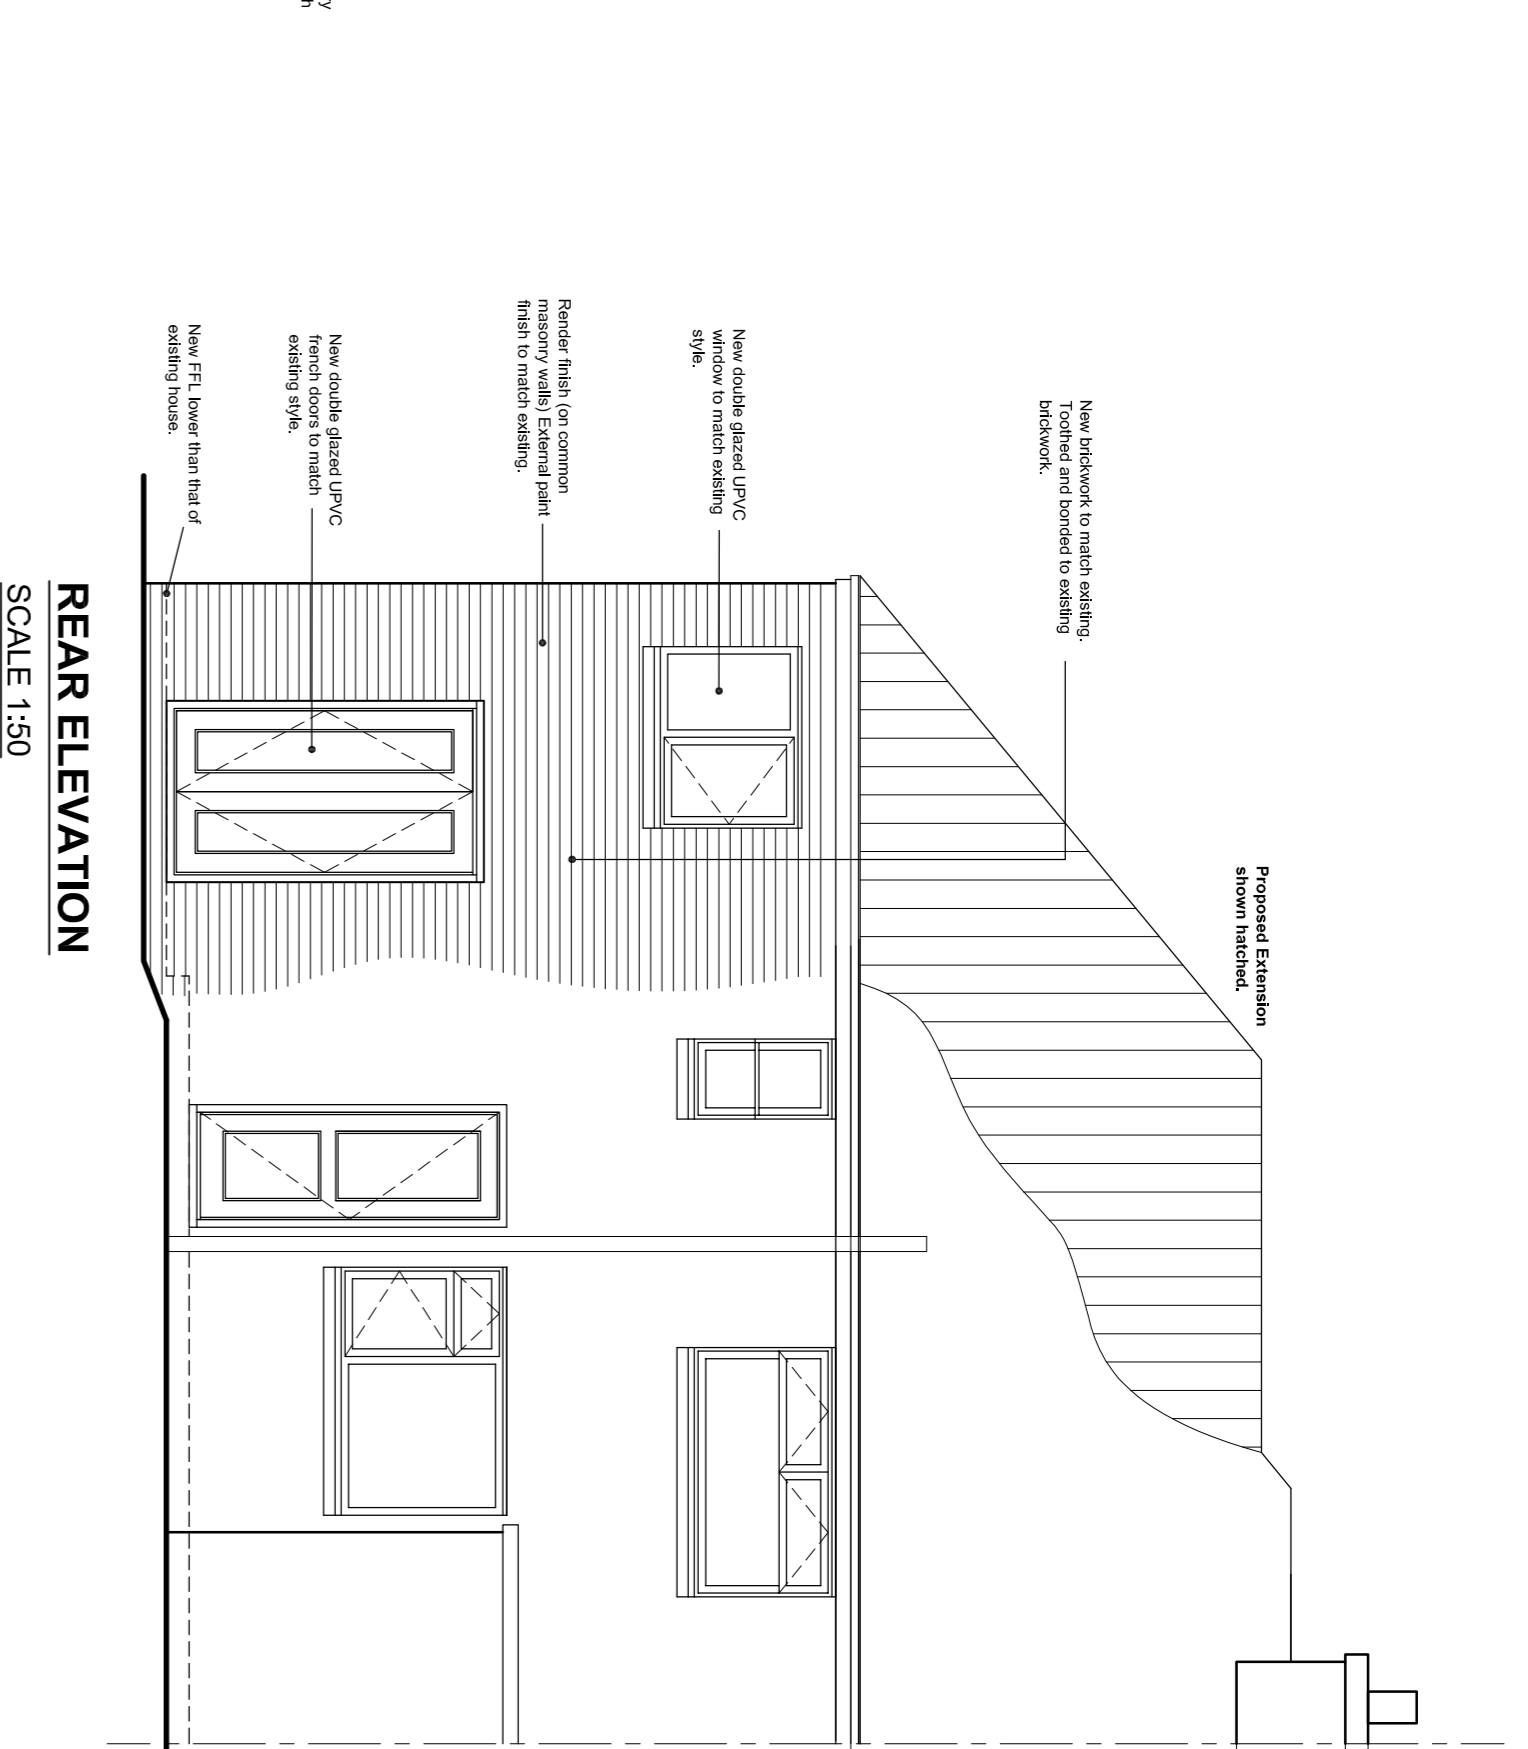 New brickwork to match existing.
Toothed and bonded to existing
brickwork.
Proposed Extension
shown hatched.
New double glazed UPVC
window to match existing
style.
Render finish (on common
masonry walls) External paint
finish to match existing.
New double glazed UPVC
french doors to match
existing style.
New FFL lower than that of
existing house.
REAR ELEVATION
SCALE 1:50